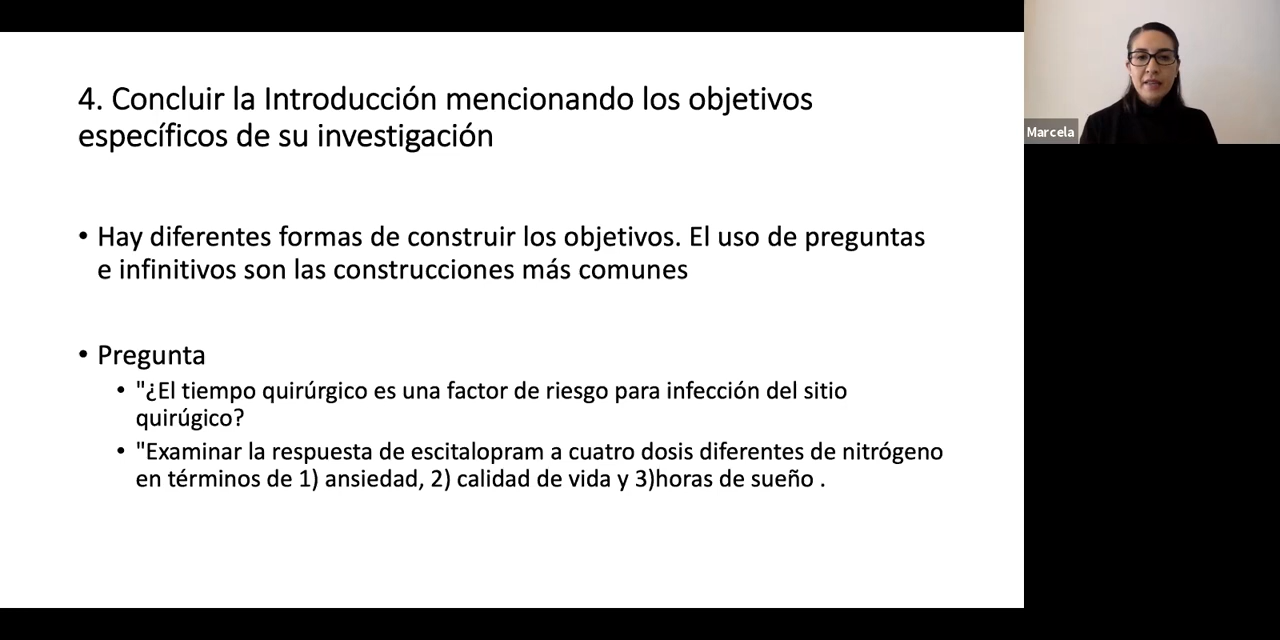 4. Concluir la Introducción mencionando los objetivos
específicos de su investigación
• Hay diferentes formas de construir los objetivos. El uso de preguntas
e infinitivos son las construcciones más comunes
• Pregunta
• "¿El tiempo quirúrgico es una factor de riesgo para infección del sitio
quirúgico?
• "Examinar la respuesta de escitalopram a cuatro dosis diferentes de nitrógeno
en términos de 1) ansiedad, 2) calidad de vida y 3)horas de sueño .
Marcela